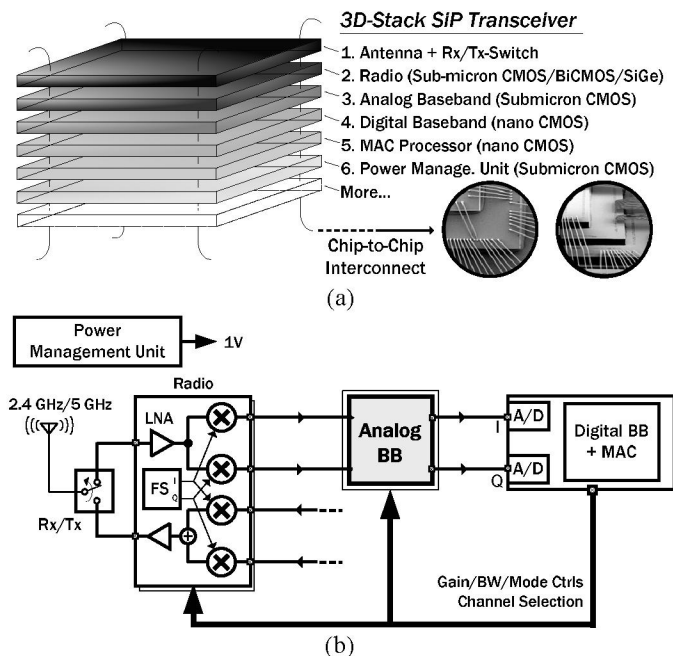 3D-Stack SiP Transceiver
1. Antenna + Rx/Tx-Switch
2. Radio (Sub-micron CMOS/BiCMOS/SiGe)
3. Analog Baseband (Submicron CMOS)
4. Digital Baseband (nano CMOS)
5. MAC Processor (nano CMOS)
6. Power Manage. Unit (Submicron CMOS)
More...
Chip-to-Chip
Interconnect
(a)
Power
Management Unit
1V
Radio
2.4 GHz/5 GHz
LNA
FS
I
Q
Rx/Tx
Analog
BB
I
A/D
Q
A/D
Digital BB
+ MAC
Gain/BW/Mode Ctrls
Channel Selection
(b)